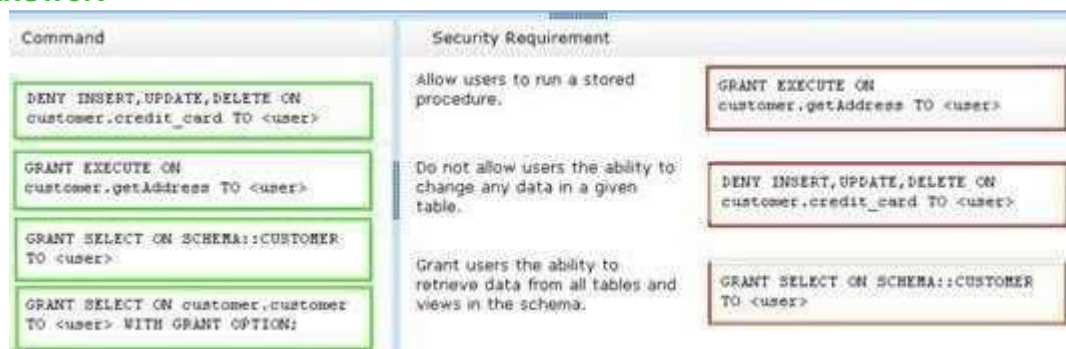 Command
DENY INSERT,UPDATE,DELETE ON
customer.credit_card TO <user>
GRANT EXECUTE ON
customer.getAddress TO <user>
GRANT SELECT ON SCHEMA::CUSTOMER
TO <user>
GRANT SELECT ON customer.customer
TO <user> WITH GRANT OPTION;
Security Requirement
Allow users to run a stored
procedure.
GRANT EXECUTE ON
customer.getAddress TO <user>
Do not allow users the ability to
change any data in a given
table.
DENY INSERT,UPDATE,DELETE ON
customer.credit_card TO <user>
Grant users the ability to
retrieve data from all tables and
views in the schema.
GRANT SELECT ON SCHEMA::CUSTOMER
TO <user>